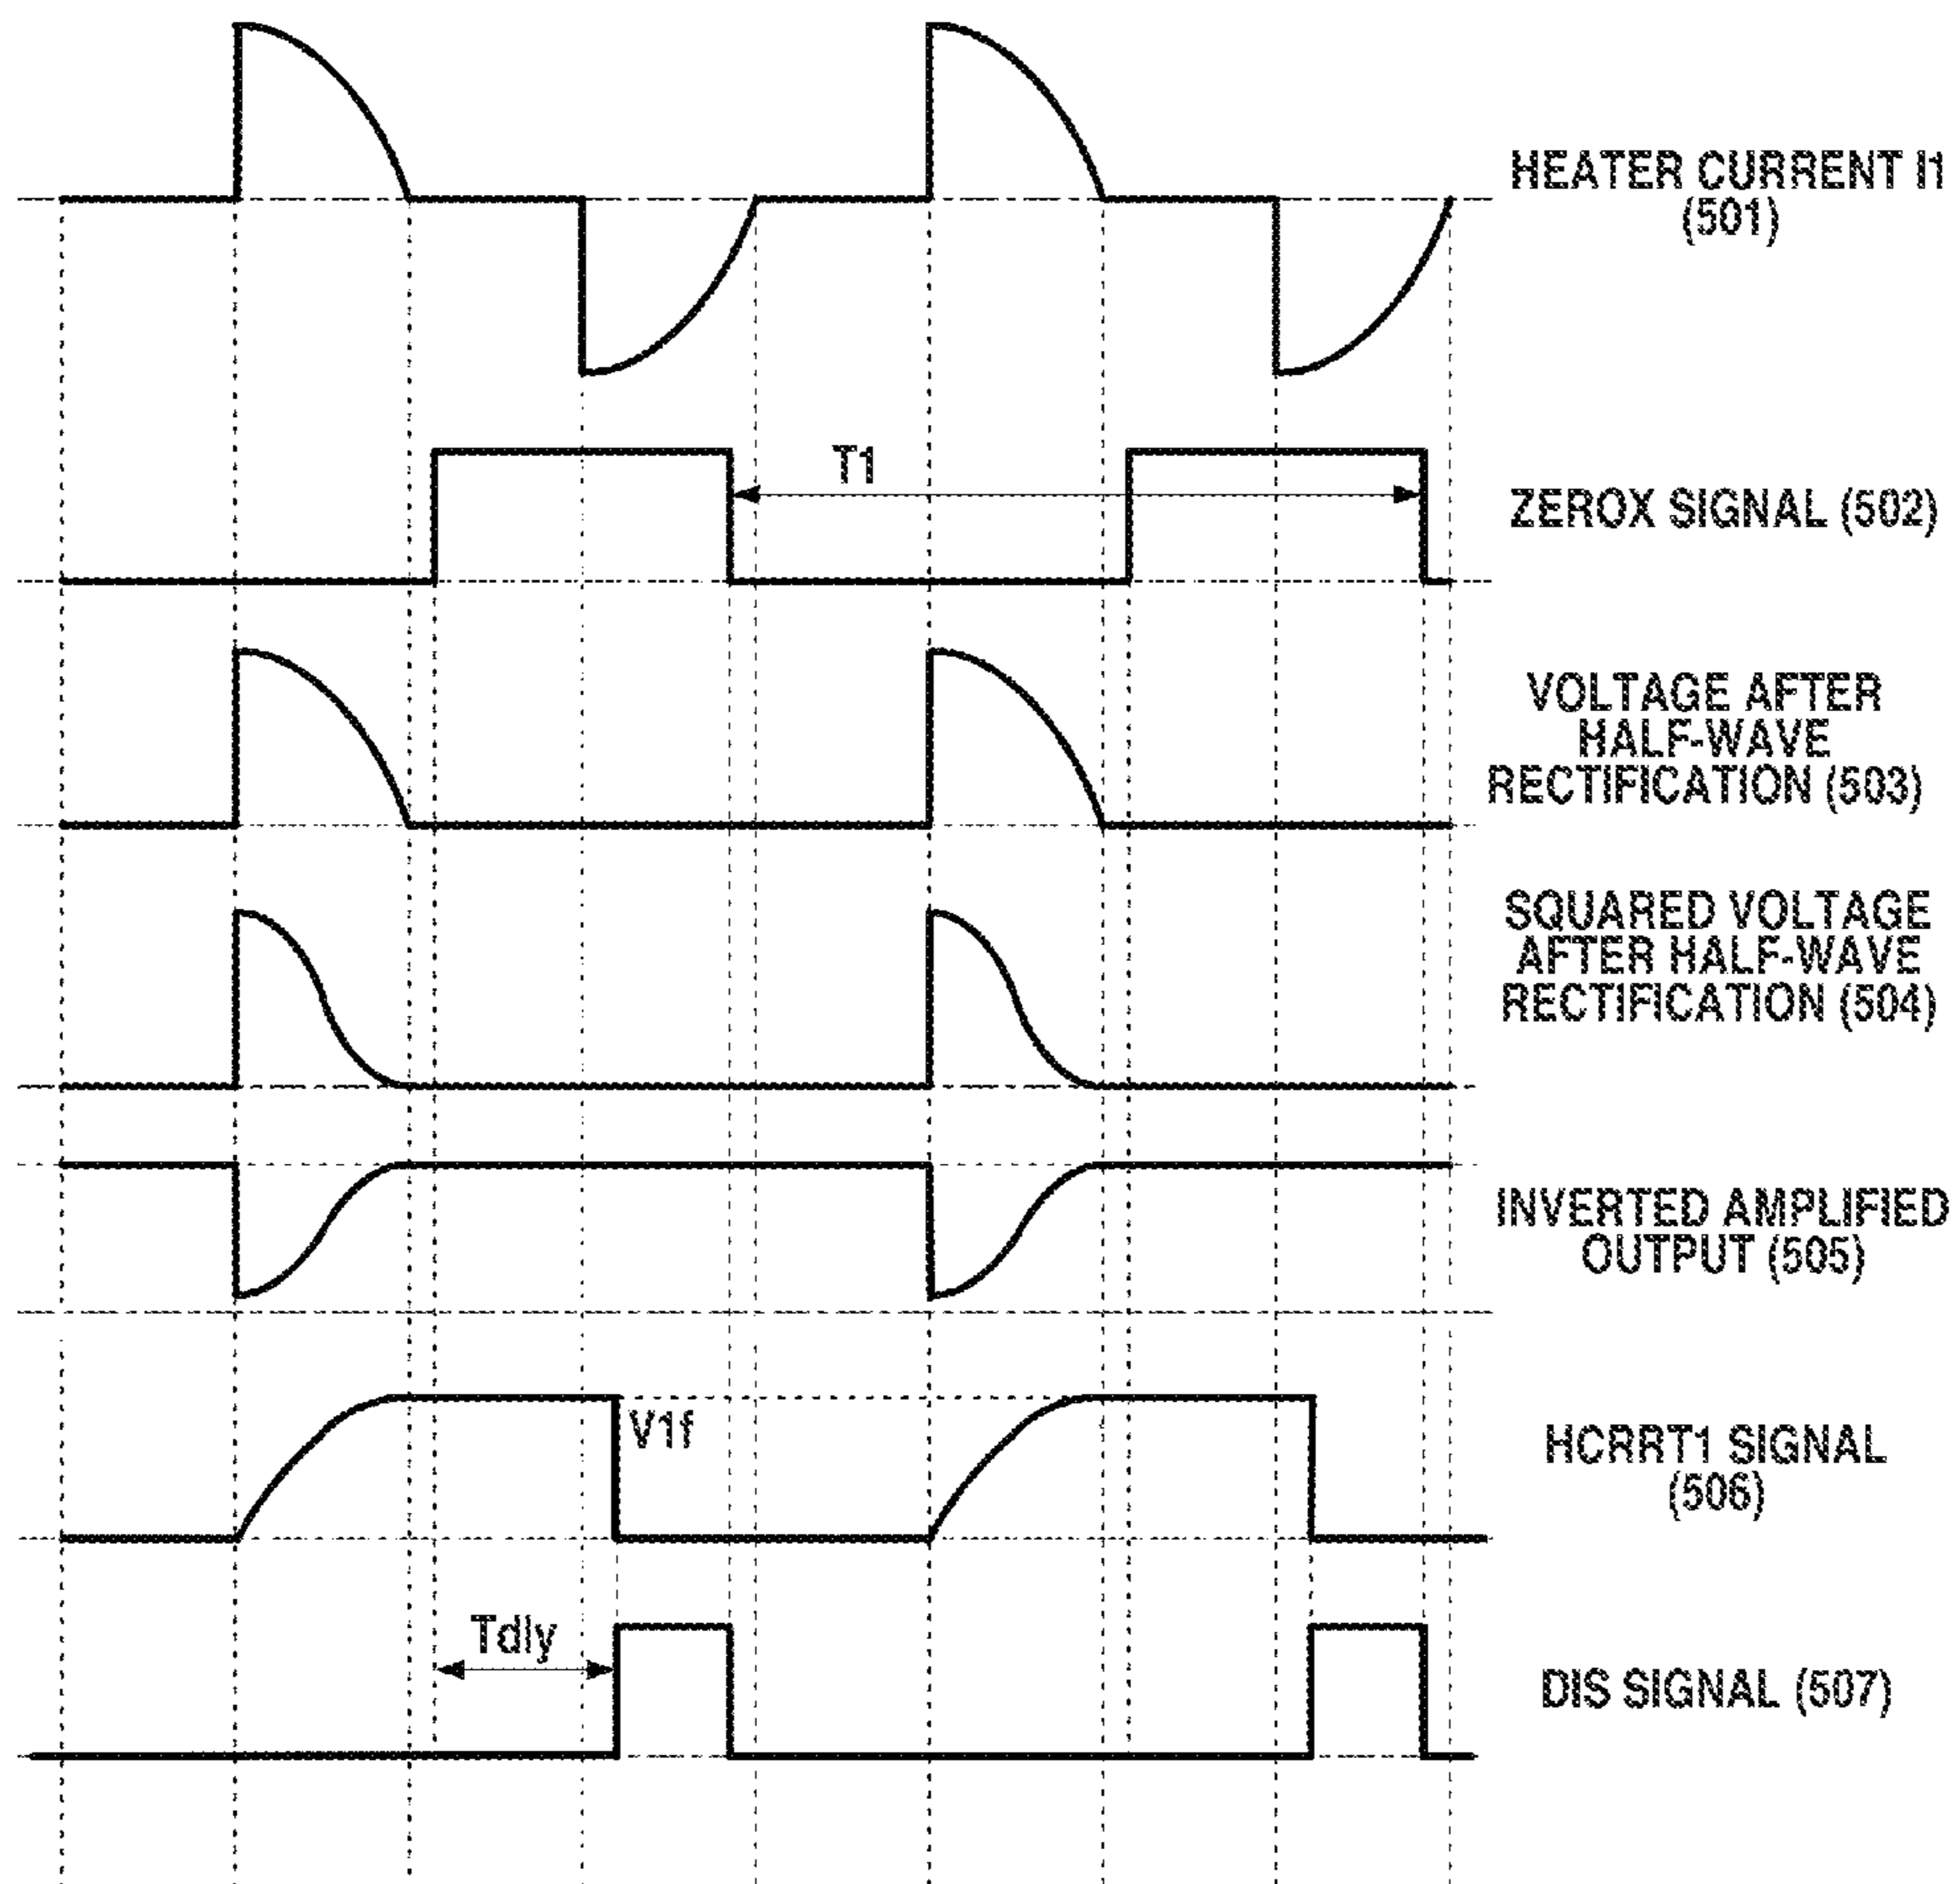 HEATER CURRENT I1
(501)
T1
ZEROX SIGNAL (502)
VOLTAGE AFTER
HALF-WAVE
RECTIFICATION (503)
SQUARED VOLTAGE
AFTER HALF-WAVE
RECTIFICATION (504)
INVERTED AMPLIFIED
OUTPUT (505)
V1f
HCRRT1 SIGNAL
(506)
Tdly
DIS SIGNAL (507)